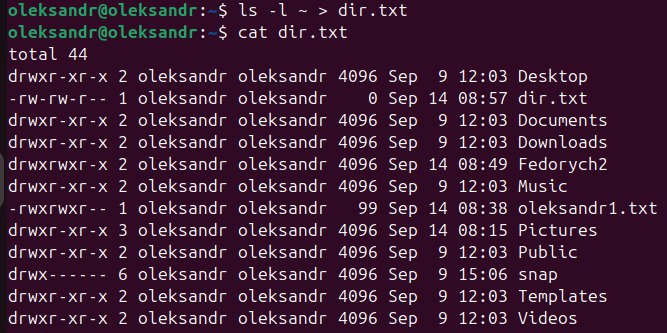 oleksandr@oleksandr:~$ ls -l ~ > dir.txt
oleksandr@oleksandr:~$ cat dir.txt
total 44
drwxr-xr-x 2 oleksandr oleksandr 4096 Sep  9 12:03 Desktop
-rw-rw-r-- 1 oleksandr oleksandr    0 Sep 14 08:57 dir.txt
drwxr-xr-x 2 oleksandr oleksandr 4096 Sep  9 12:03 Documents
drwxr-xr-x 2 oleksandr oleksandr 4096 Sep  9 12:03 Downloads
drwxrwxr-x 2 oleksandr oleksandr 4096 Sep 14 08:49 Fedorych2
drwxr-xr-x 2 oleksandr oleksandr 4096 Sep  9 12:03 Music
-rwxrwxr-- 1 oleksandr oleksandr   99 Sep 14 08:38 oleksandr1.txt
drwxr-xr-x 3 oleksandr oleksandr 4096 Sep 14 08:15 Pictures
drwxr-xr-x 2 oleksandr oleksandr 4096 Sep  9 12:03 Public
drwx------ 6 oleksandr oleksandr 4096 Sep  9 15:06 snap
drwxr-xr-x 2 oleksandr oleksandr 4096 Sep  9 12:03 Templates
drwxr-xr-x 2 oleksandr oleksandr 4096 Sep  9 12:03 Videos